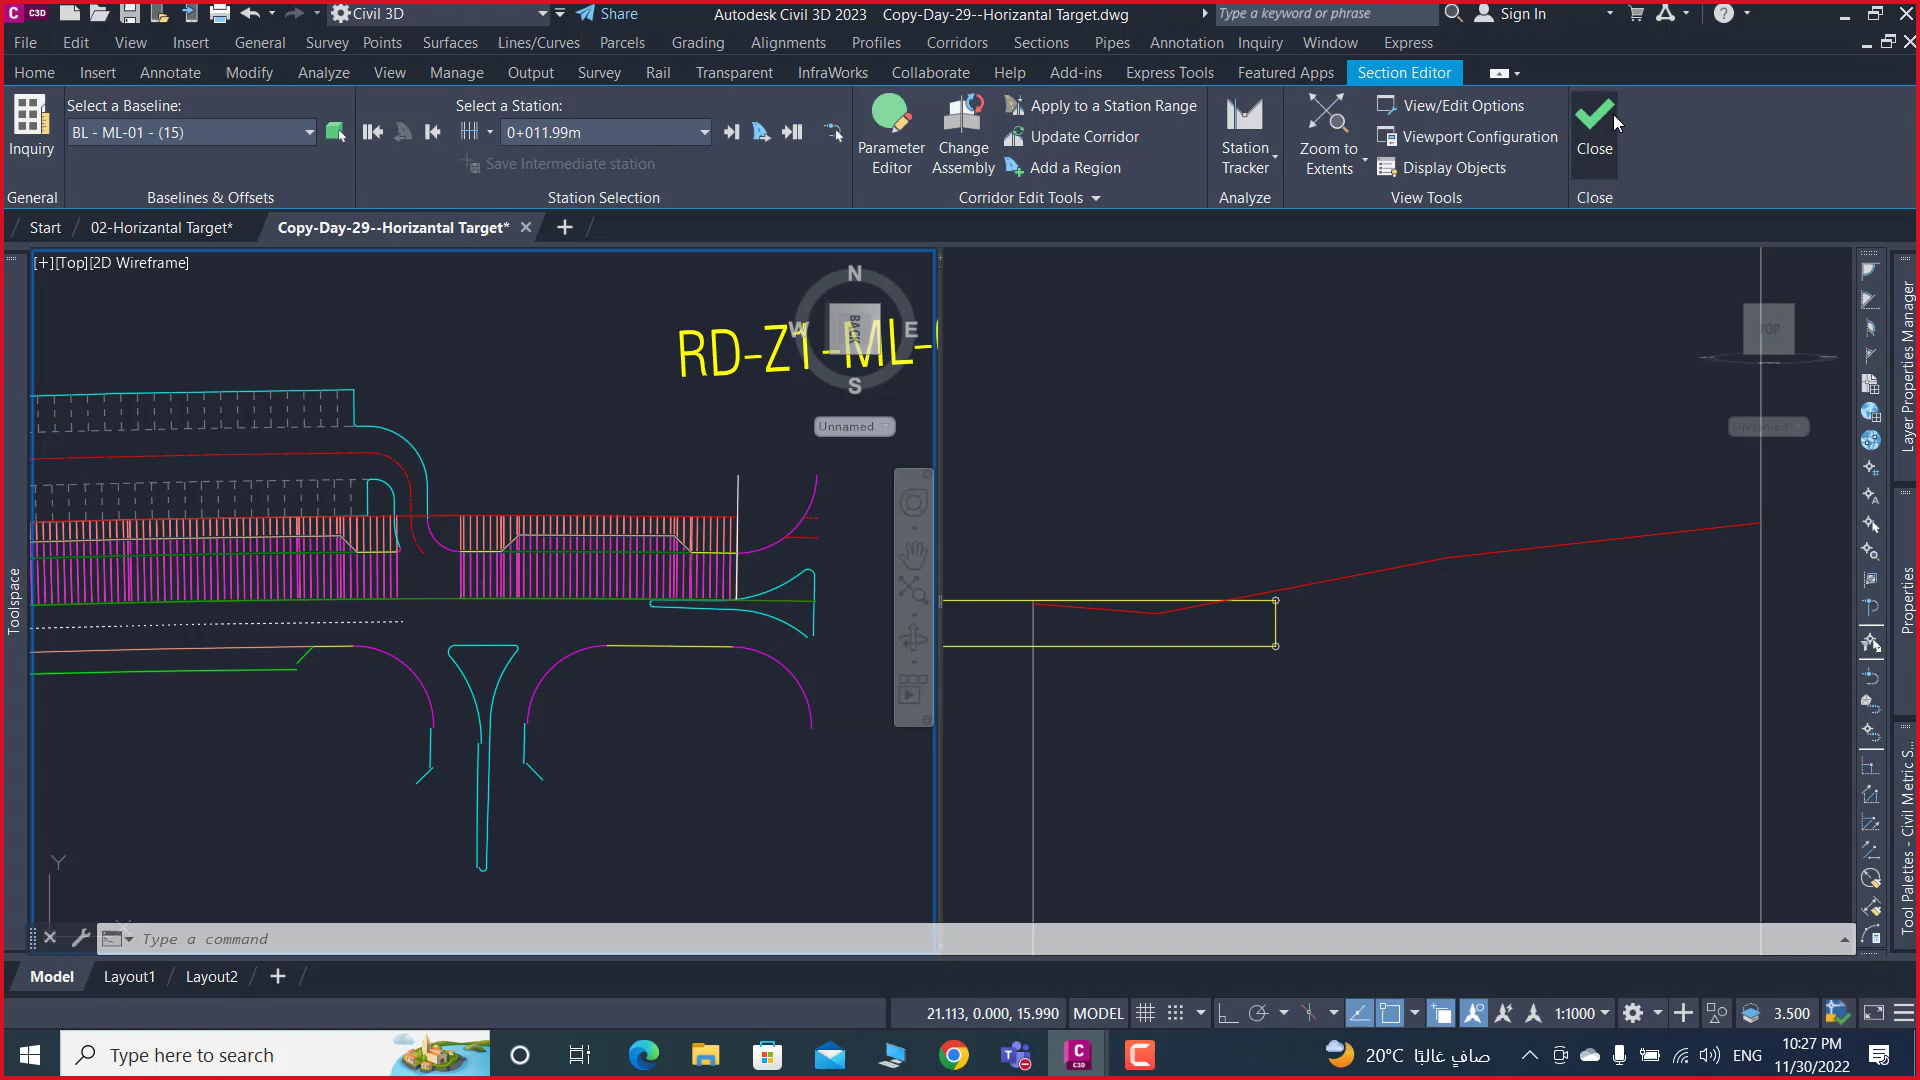 C3D
Civil 3D
Share
Autodesk Civil 3D 2023 Copy-Day-29--Horizantal Target.dwg
Type a keyword or phrase
Sign In
File Edit View Insert General Survey Points Surfaces Lines/Curves Parcels Grading Alignments Profiles Corridors Sections Pipes Annotation Inquiry Window Express
Home Insert Annotate Modify Analyze View Manage Output Survey Rail Transparent InfraWorks Collaborate Help Add-ins Express Tools Featured Apps Section Editor
Select a Baseline:
Select a Station:
Apply to a Station Range
View/Edit Options
BL - ML-01 - (15)
0+011.99m
Update Corridor
Viewport Configuration
Inquiry
Save Intermediate station
Parameter
Editor
Change
Assembly
Add a Region
Station
Tracker
Zoom to
Extents
Display Objects
Close
General
Baselines & Offsets
Station Selection
Corridor Edit Tools
Analyze
View Tools
Close
Start
02-Horizantal Target*
Copy-Day-29--Horizantal Target*
[+][Top][2D Wireframe]
N
W
E
S
BACK
RD-Z1-ML-
Unnamed
TOP
Unnamed
Y
Toolspace
Layer Properties Manager
Properties
Tool Palettes - Civil Metric S...
Type a command
Model Layout1 Layout2
21.113, 0.000, 15.990 MODEL
1:1000
3.500
Type here to search
C3D
20°C صافٍ غالبًا
ENG
10:27 PM
11/30/2022